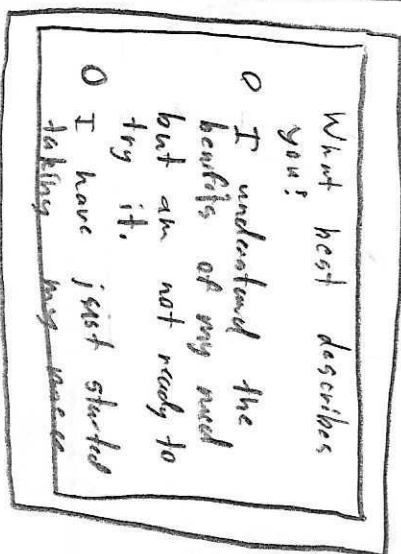 What best describes
you?
O I understand the
benefits of my med
but am not ready to
try it.
O I have just started
taking my